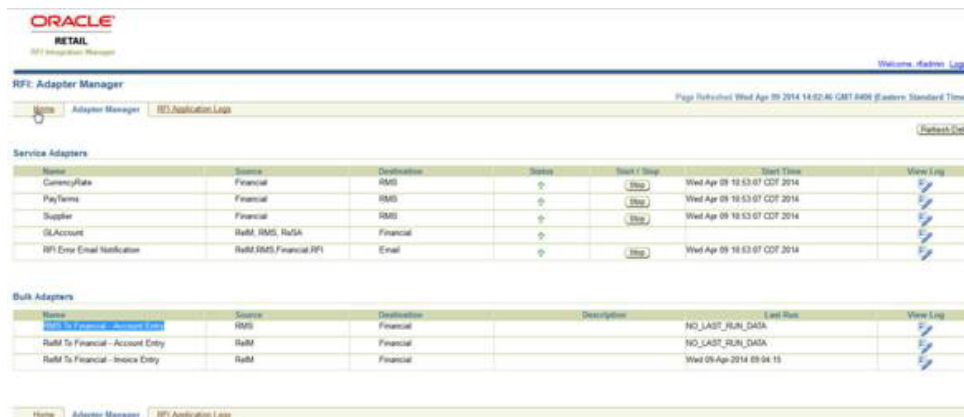 ORACLE
RETAIL
RFI Integration Manager
Welcome, rfiadmin Log
RFI: Adapter Manager
Page Refreshed Wed Apr 09 2014 14:02:46 GMT-0400 (Eastern Standard Time
Home Adapter Manager RFI Application Logs
Refresh
Service Adapters
Name Source Destination Status Start / Stop Start Time View Log
CurrencyRate Financial RMS Stop Wed Apr 09 10:53:07 CDT 2014
PayTerms Financial RMS Stop Wed Apr 09 10:53:07 CDT 2014
Supplier Financial RMS Stop Wed Apr 09 10:53:07 CDT 2014
GLAccount ReIM, RMS, ReSA Financial
RFI Error Email Notification ReIM,RMS,Financial,RFI Email Stop Wed Apr 09 10:53:07 CDT 2014
Bulk Adapters
Name Source Destination Description Last Run View Log
RMS To Financial - Account Entry RMS Financial NO_LAST_RUN_DATA
ReIM To Financial - Account Entry ReIM Financial NO_LAST_RUN_DATA
ReIM To Financial - Invoice Entry ReIM Financial Wed 09-Apr-2014 09:04:15
Home Adapter Manager RFI Application Logs